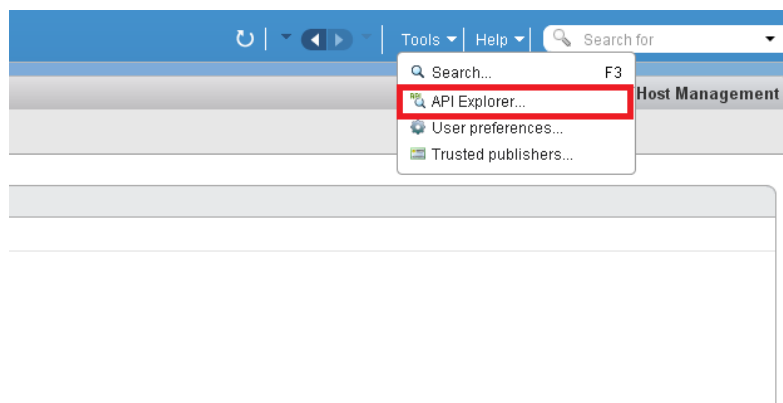 Tools Help Search for
Search... F3
API Explorer... Host Management
User preferences...
Trusted publishers...